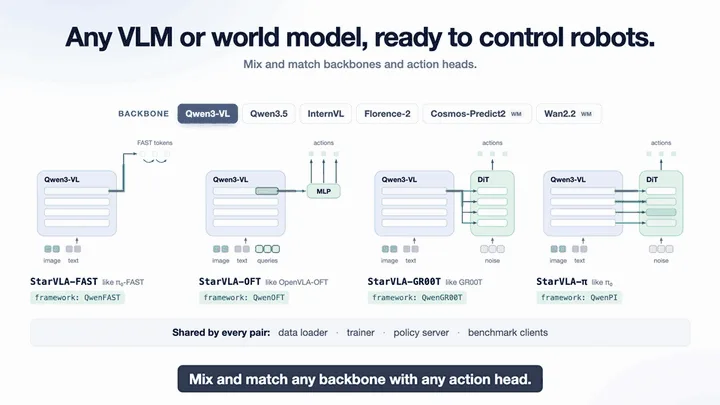 Any VLM or world model, ready to control robots.
Mix and match backbones and action heads.
BACKBONE Qwen3-VL Qwen3.5 InternVL Florence-2 Cosmos-Predict2 WM Wan2.2 WM
FAST tokens
Qwen3-VL
image text
StarVLA-FAST like π₀-FAST
framework: QwenFAST
actions
Qwen3-VL
MLP
image text queries
StarVLA-OFT like OpenVLA-OFT
framework: QwenOFT
actions
Qwen3-VL DiT
image text noise
StarVLA-GR00T like GR00T
framework: QwenGR00T
actions
Qwen3-VL DiT
image text noise
StarVLA-π like π₀
framework: QwenPI
Shared by every pair: data loader · trainer · policy server · benchmark clients
Mix and match any backbone with any action head.